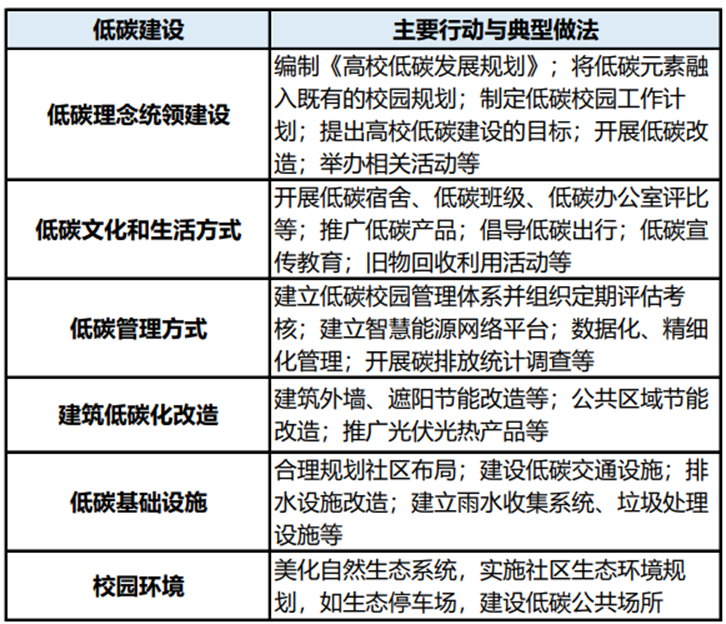 低碳建设
主要行动与典型做法
低碳理念统领建设
编制《高校低碳发展规划》；将低碳元素融
入既有的校园规划；制定低碳校园工作计
划；提出高校低碳建设的目标；开展低碳改
造；举办相关活动等
低碳文化和生活方式
开展低碳宿舍、低碳班级、低碳办公室评比
等；推广低碳产品；倡导低碳出行；低碳宣
传教育；旧物回收利用活动等
低碳管理方式
建立低碳校园管理体系并组织定期评估考
核；建立智慧能源网络平台；数据化、精细
化管理；开展碳排放统计调查等
建筑低碳化改造
建筑外墙、遮阳节能改造等；公共区域节能
改造；推广光伏光热产品等
低碳基础设施
合理规划社区布局；建设低碳交通设施；排
水设施改造；建立雨水收集系统、垃圾处理
设施等
校园环境
美化自然生态系统，实施社区生态环境规
划，如生态停车场，建设低碳公共场所